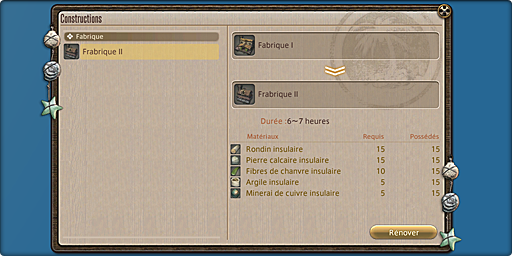 Constructions
Fabrique
Frabrique II
Fabrique I
Frabrique II
Durée :6~7 heures
Matériaux Requis Possédés
Rondin insulaire 15 15
Pierre calcaire insulaire 15 15
Fibres de chanvre insulaire 10 15
Argile insulaire 5 15
Minerai de cuivre insulaire 5 15
Rénover